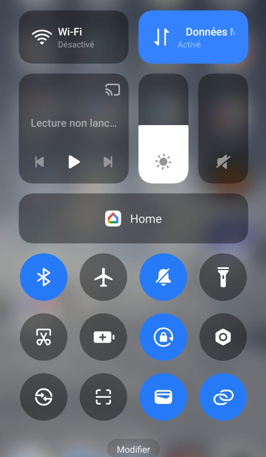 Wi-Fi
Désactivé
Données
Activé
Lecture non lanc...
Home
Modifier